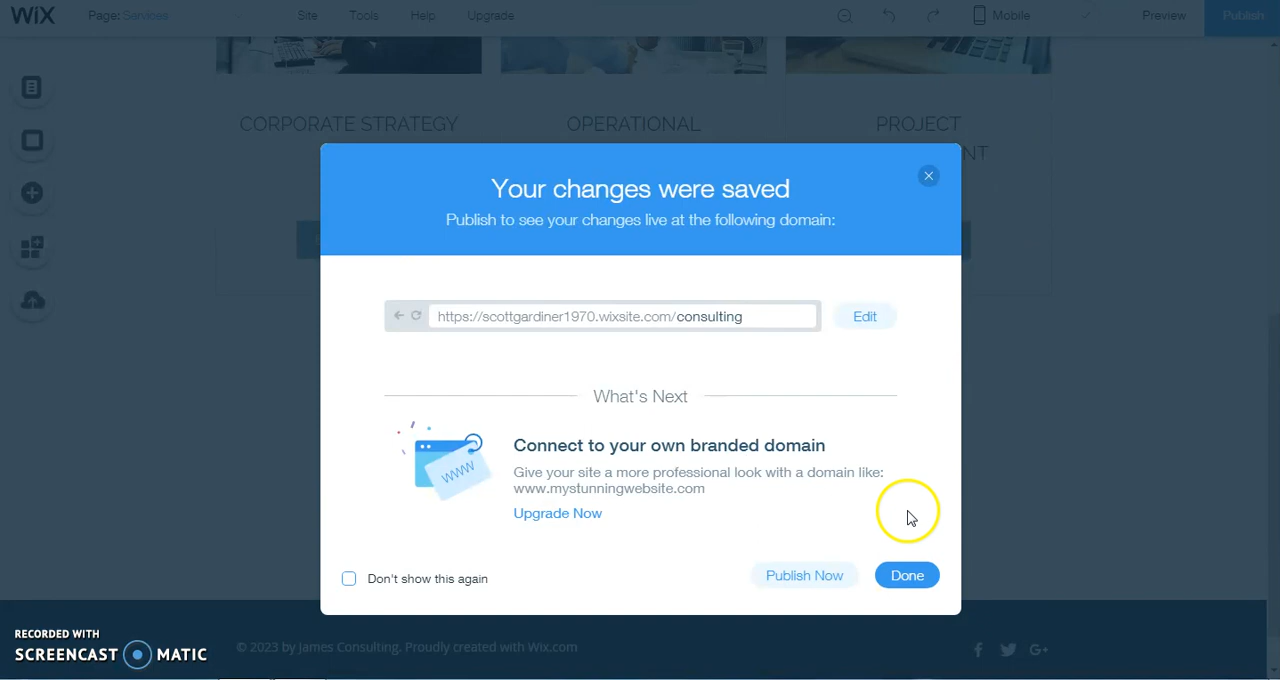 WiX Page: Services Site Tools Help Upgrade Mobile Preview Publish
CORPORATE STRATEGY OPERATIONAL PROJECT
NT
Your changes were saved
Publish to see your changes live at the following domain:
https://scottgardiner1970.wixsite.com/consulting Edit
What's Next
WWW
Connect to your own branded domain
Give your site a more professional look with a domain like:
www.mystunningwebsite.com
Upgrade Now
Don't show this again Publish Now Done
© 2023 by James Consulting. Proudly created with Wix.com
RECORDED WITH
SCREENCAST MATIC